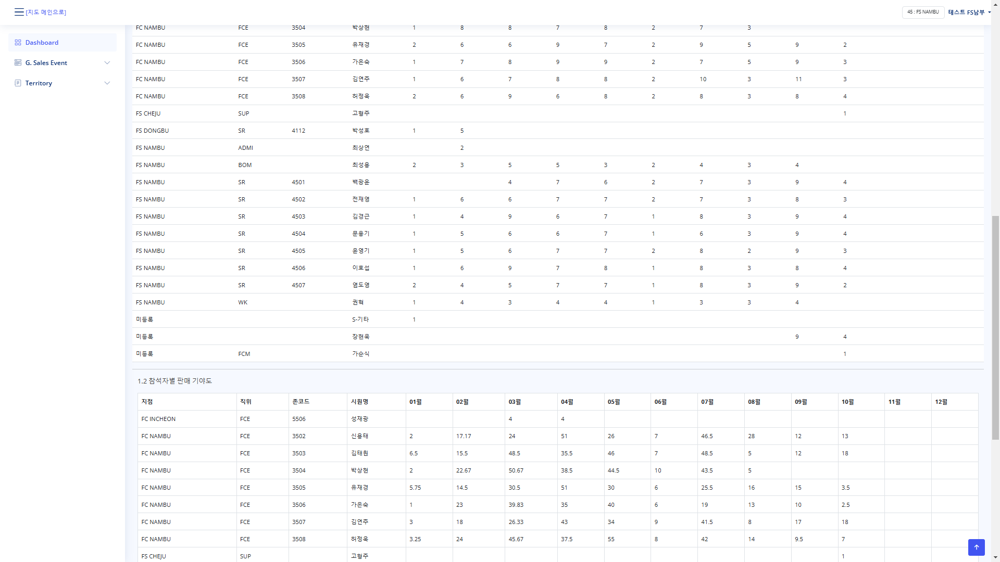 [지도 메인으로] 45 : FS NAMBU 테스트 FS남부
Dashboard
G. Sales Event
Territory
FC NAMBU FCE 3504 박상현 1 8 8 7 8 2 7 3
FC NAMBU FCE 3505 유재경 2 6 6 9 7 2 9 5 9 2
FC NAMBU FCE 3506 가은숙 1 7 8 9 9 2 7 5 9 3
FC NAMBU FCE 3507 김연주 1 6 7 8 8 2 10 3 11 3
FC NAMBU FCE 3508 허정욱 2 6 9 6 8 2 8 3 8 4
FS CHEJU SUP 고형주 1
FS DONGBU SR 4112 박성호 1 5
FS NAMBU ADMI 최상연 2
FS NAMBU BOM 최성용 2 3 5 5 3 2 4 3 4
FS NAMBU SR 4501 백광윤 4 7 6 2 7 3 9 4
FS NAMBU SR 4502 전재영 1 6 6 7 7 2 7 3 8 3
FS NAMBU SR 4503 김경근 1 4 9 6 7 1 8 3 9 4
FS NAMBU SR 4504 문용기 1 5 6 6 7 1 6 3 9 4
FS NAMBU SR 4505 윤영기 1 5 6 7 7 2 8 2 9 3
FS NAMBU SR 4506 이호섭 1 6 9 7 8 1 8 3 8 4
FS NAMBU SR 4507 염도영 2 4 5 7 7 1 8 3 9 2
FS NAMBU WK 권혁 1 4 3 4 4 1 3 3 4
미등록 S-기타 1
미등록 장현욱 9 4
미등록 FCM 가순식 1
1.2 참석자별 판매 기야도
지점 직위 존코드 시원명 01월 02월 03월 04월 05월 06월 07월 08월 09월 10월 11월 12월
FC INCHEON FCE 5506 성재광 4 4
FC NAMBU FCE 3502 신용태 2 17.17 24 51 26 7 46.5 28 12 13
FC NAMBU FCE 3503 김태원 6.5 15.5 48.5 35.5 46 7 48.5 5 12 18
FC NAMBU FCE 3504 박상현 2 22.67 50.67 38.5 44.5 10 43.5 5
FC NAMBU FCE 3505 유재경 5.75 14.5 30.5 51 30 6 25.5 16 15 3.5
FC NAMBU FCE 3506 가은숙 1 23 39.83 35 40 6 19 13 10 2.5
FC NAMBU FCE 3507 김연주 3 18 26.33 43 34 9 41.5 8 17 18
FC NAMBU FCE 3508 허정욱 3.25 24 45.67 37.5 55 8 42 14 9.5 7
FS CHEJU SUP 고형주 1